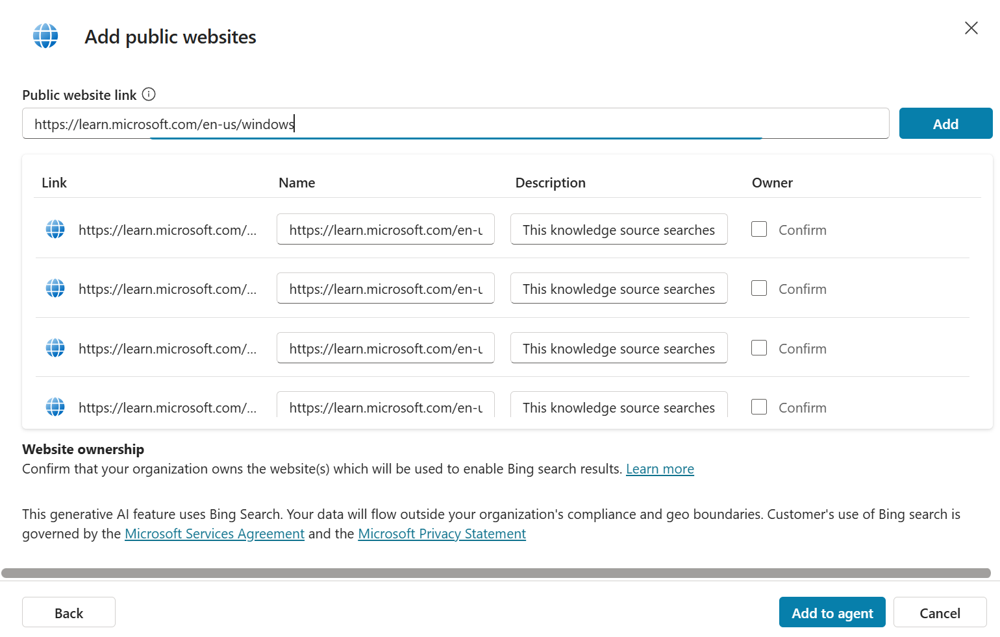 Add public websites
Public website link
https://learn.microsoft.com/en-us/windows
Add
Link Name Description Owner
https://learn.microsoft.com/... https://learn.microsoft.com/en-u This knowledge source searches Confirm
https://learn.microsoft.com/... https://learn.microsoft.com/en-u This knowledge source searches Confirm
https://learn.microsoft.com/... https://learn.microsoft.com/en-u This knowledge source searches Confirm
https://learn.microsoft.com/... https://learn.microsoft.com/en-u This knowledge source searches Confirm
Website ownership
Confirm that your organization owns the website(s) which will be used to enable Bing search results. Learn more
This generative AI feature uses Bing Search. Your data will flow outside your organization's compliance and geo boundaries. Customer's use of Bing search is
governed by the Microsoft Services Agreement and the Microsoft Privacy Statement
Back Add to agent Cancel